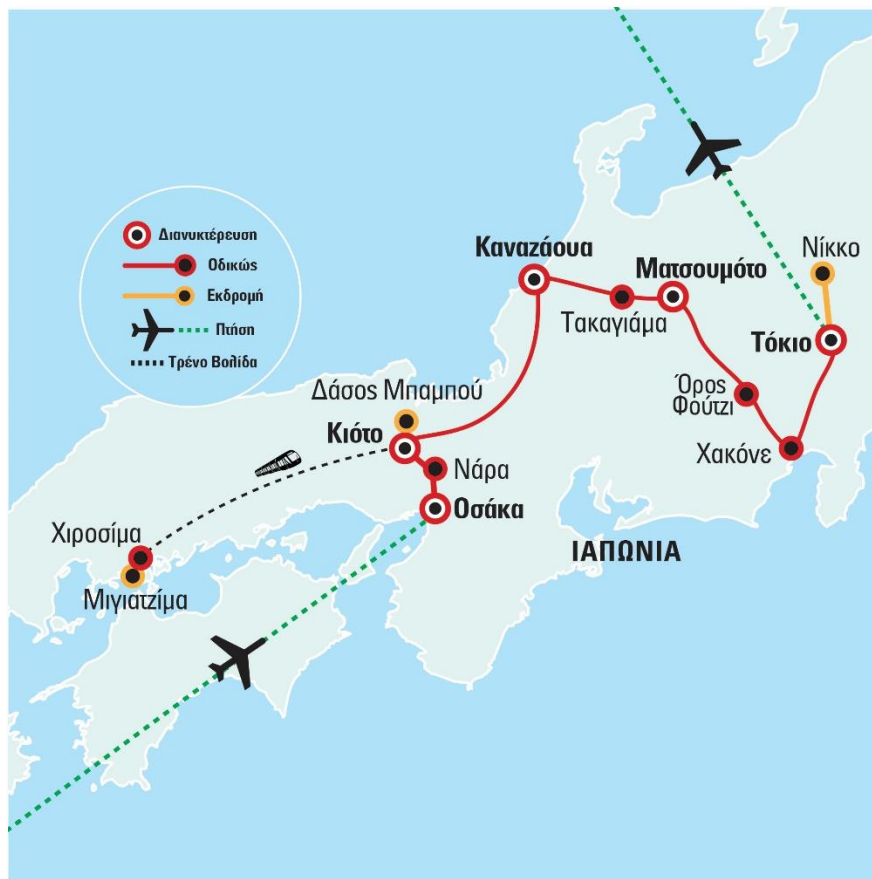 Διανυκτέρευση
Οδικώς
Εκδρομή
Πτήση
Τρένο Βολίδα
Καναζάουα
Ματσουμότο
Τακαγιάμα
Νίκκο
Τόκιο
Όρος
Φούτζι
Χακόνε
Δάσος Μπαμπού
Κιότο
Νάρα
Οσάκα
Χιροσίμα
Μιγιατζίμα
ΙΑΠΩΝΙΑ